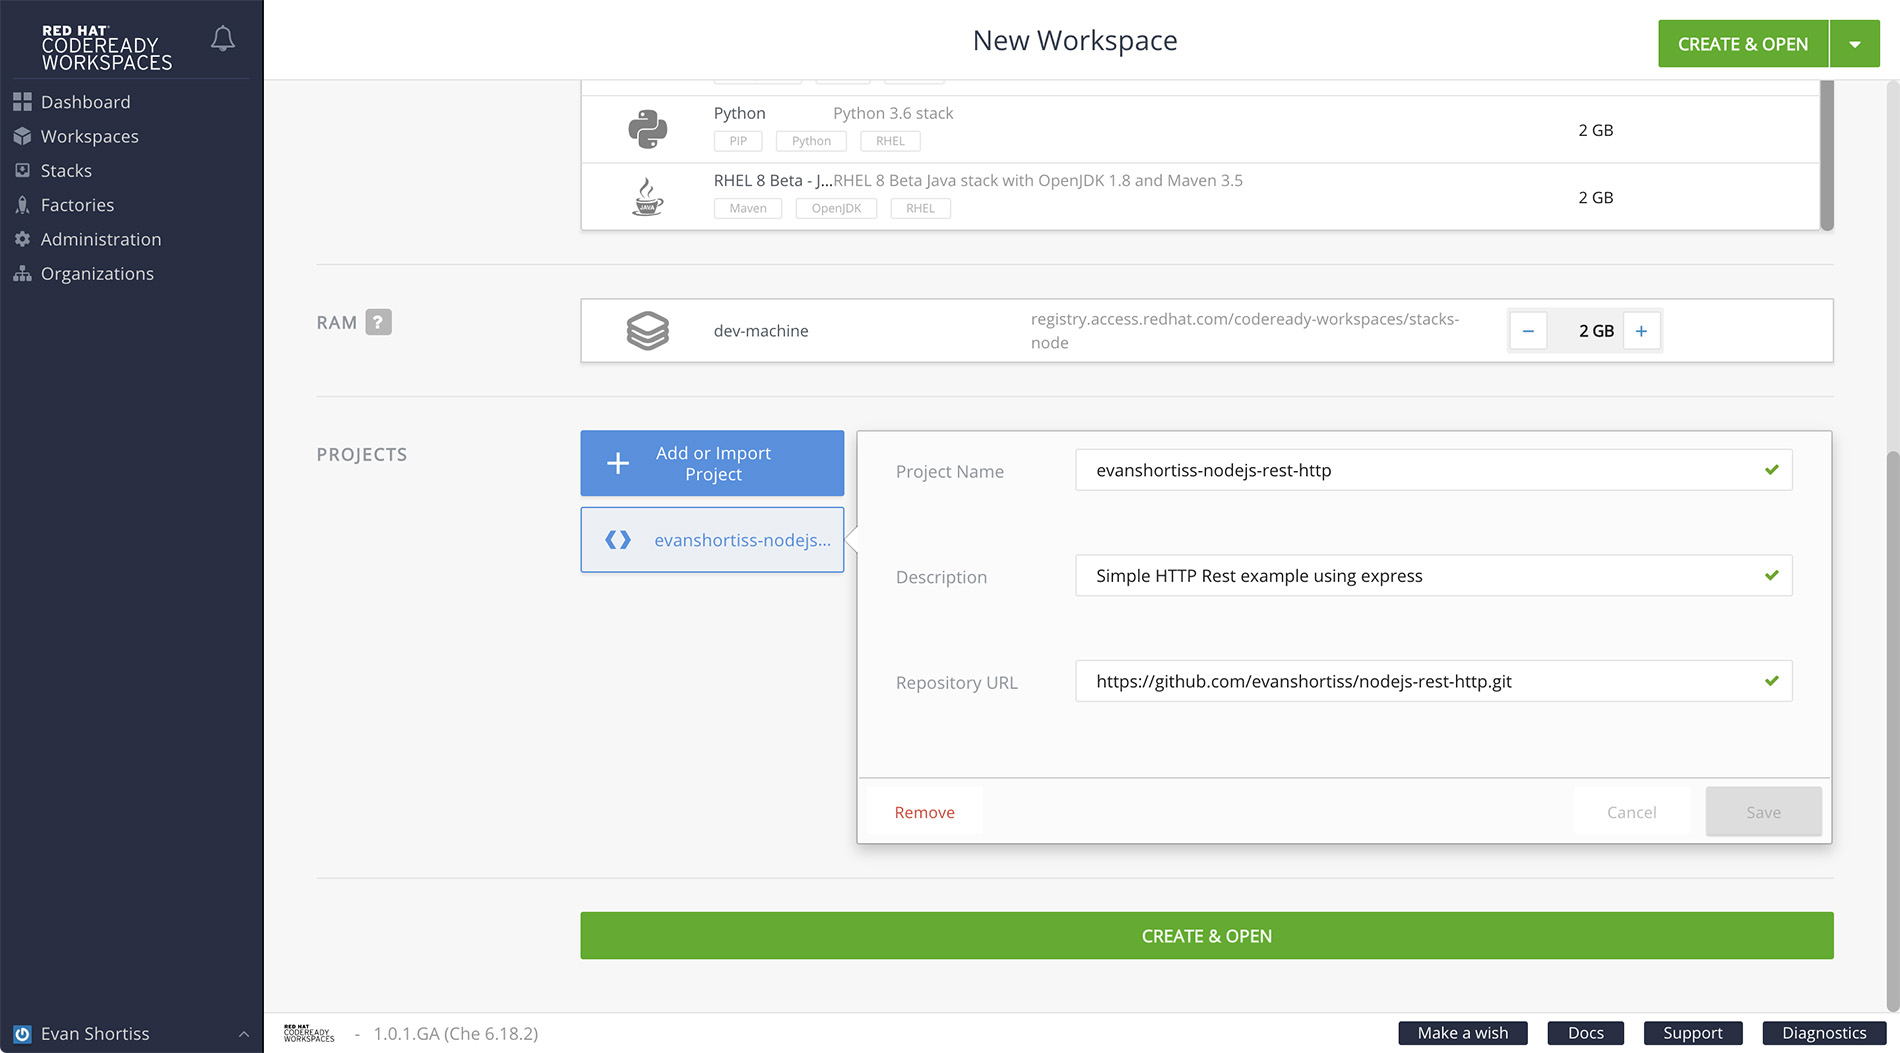 RED HAT
CODEREADY
WORKSPACES
New Workspace
CREATE & OPEN
Dashboard
Workspaces
Stacks
Factories
Administration
Organizations
Python
Python 3.6 stack
PIP
Python
RHEL
2 GB
RHEL 8 Beta - J...RHEL 8 Beta Java stack with OpenJDK 1.8 and Maven 3.5
Maven
OpenJDK
RHEL
2 GB
JAVA
RAM ?
dev-machine
registry.access.redhat.com/codeready-workspaces/stacks-
node
− 2 GB +
PROJECTS
Add or Import
Project
evanshortiss-nodejs...
Project Name
evanshortiss-nodejs-rest-http
Description
Simple HTTP Rest example using express
Repository URL
https://github.com/evanshortiss/nodejs-rest-http.git
Remove
Cancel
Save
CREATE & OPEN
Evan Shortiss
RED HAT
CODEREADY
WORKSPACES
- 1.0.1.GA (Che 6.18.2)
Make a wish
Docs
Support
Diagnostics